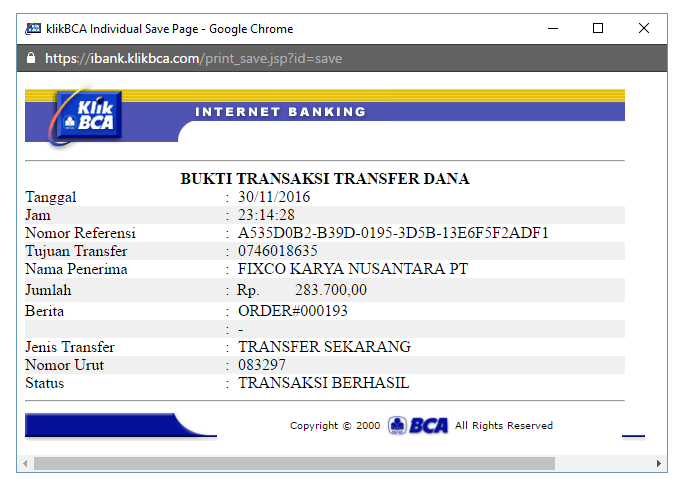 klikBCA Individual Save Page - Google Chrome
https://ibank.klikbca.com/print_save.jsp?id=save
Klik BCA
INTERNET BANKING
BUKTI TRANSAKSI TRANSFER DANA
Tanggal : 30/11/2016
Jam : 23:14:28
Nomor Referensi : A535D0B2-B39D-0195-3D5B-13E6F5F2ADF1
Tujuan Transfer : 0746018635
Nama Penerima : FIXCO KARYA NUSANTARA PT
Jumlah : Rp. 283.700,00
Berita : ORDER#000193
: -
Jenis Transfer : TRANSFER SEKARANG
Nomor Urut : 083297
Status : TRANSAKSI BERHASIL
Copyright © 2000 BCA All Rights Reserved